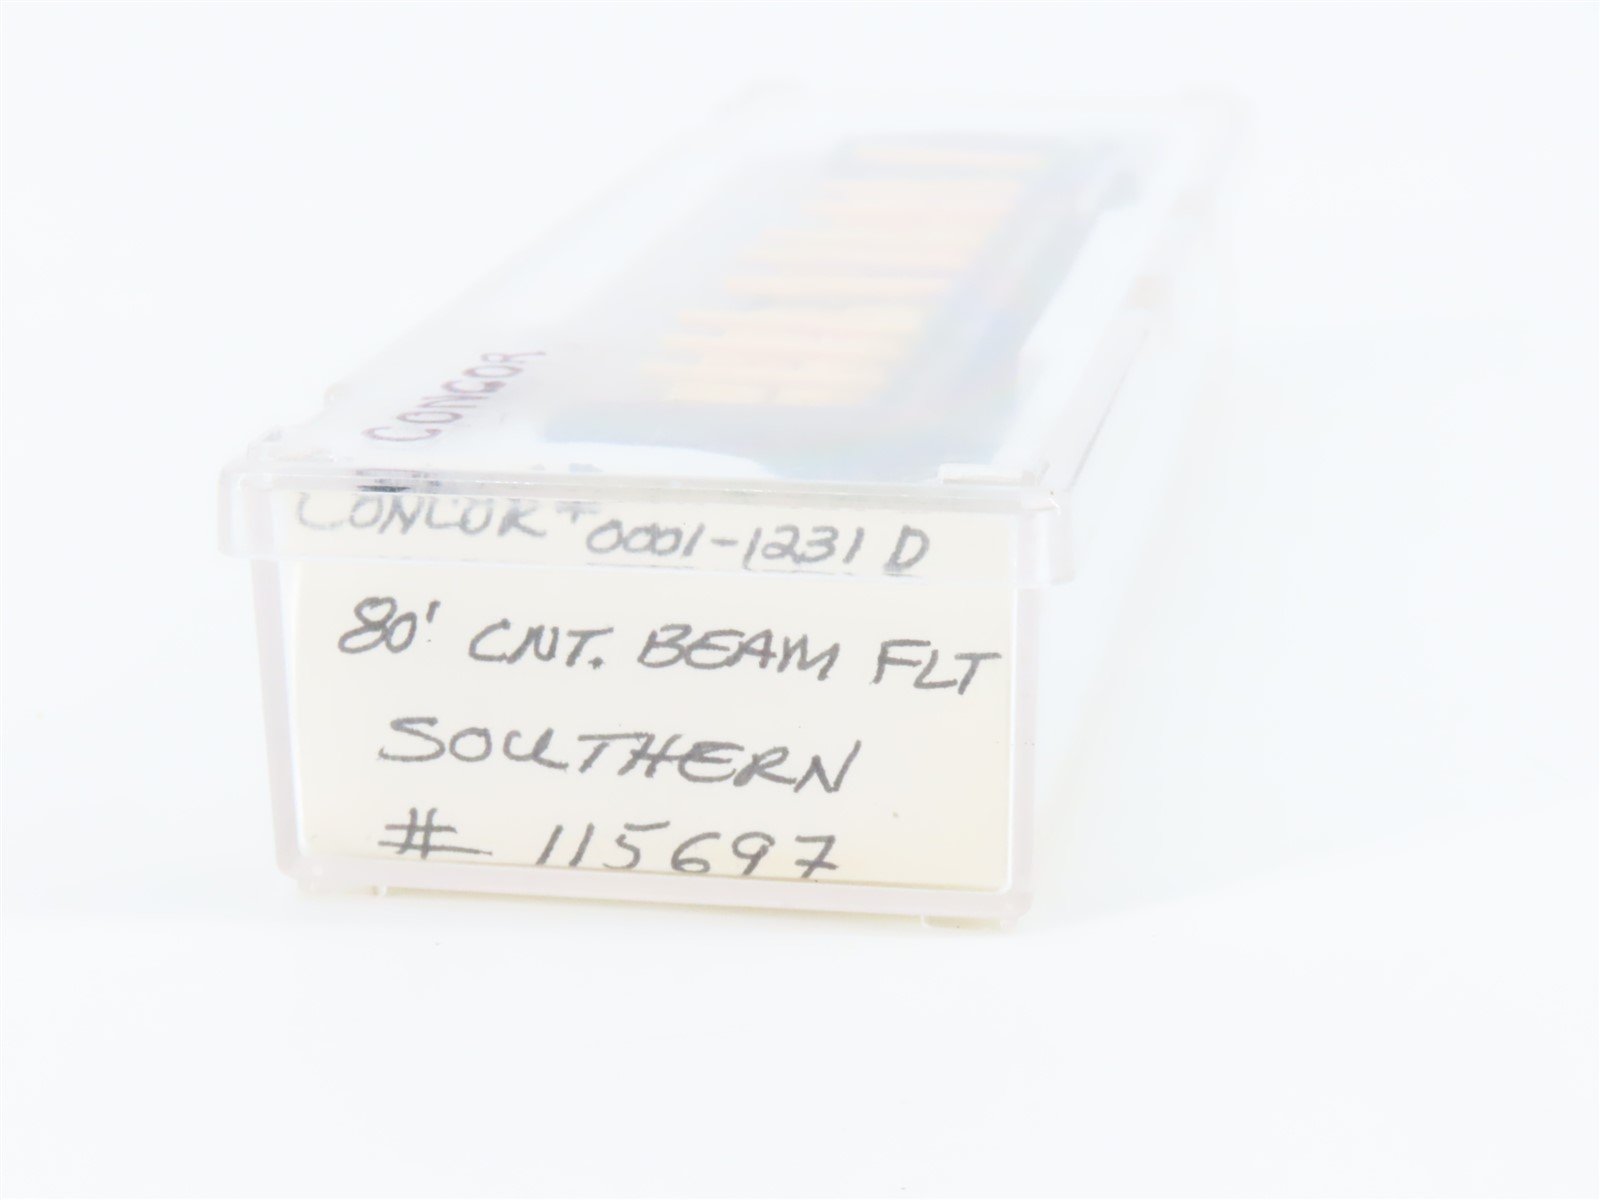 CONCOR
CONCOR # 0001-1231 D
80' CNT. BEAM FLT
SOUTHERN
# 115697